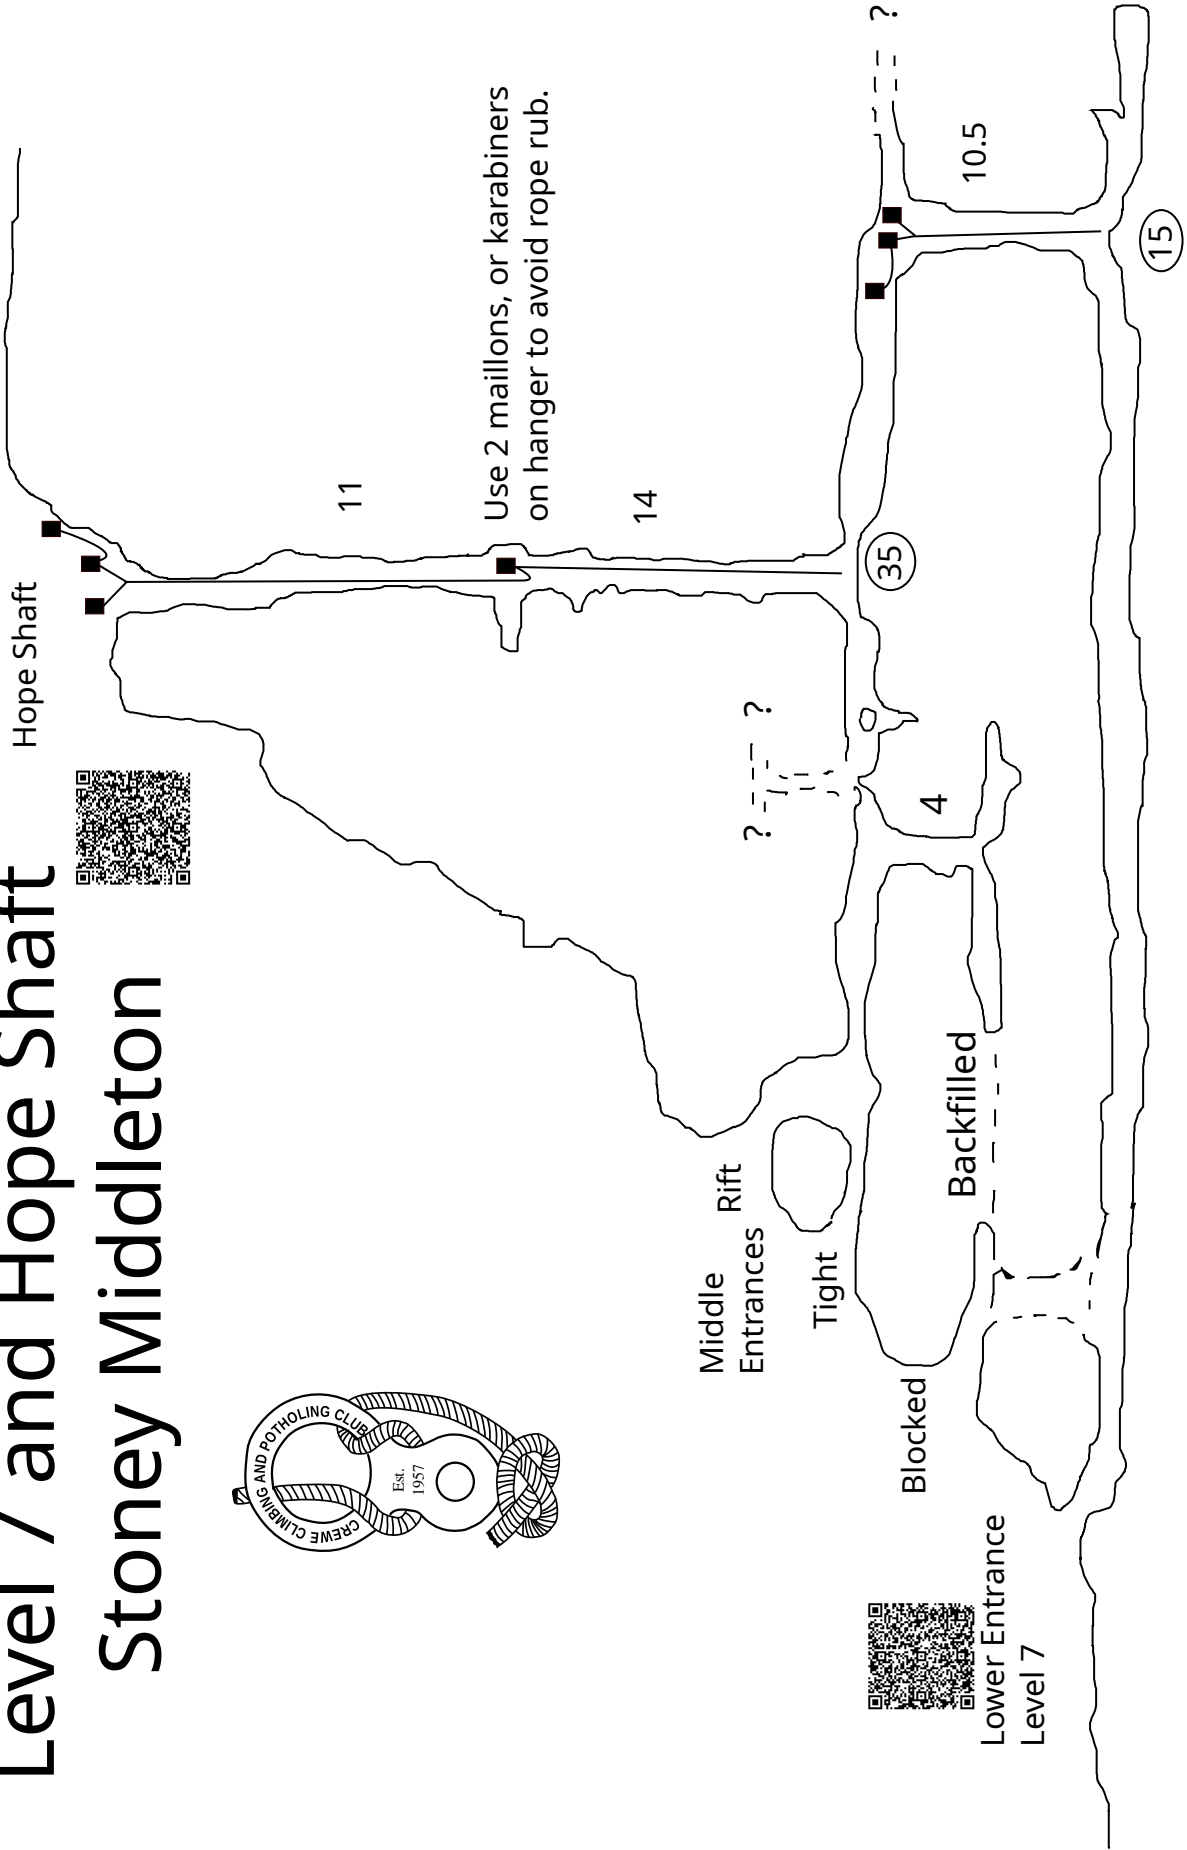 Level 7 and Hope Shaft
Stoney Middleton
Hope Shaft
11
Use 2 maillons, or karabiners
on hanger to avoid rope rub.
14
35
?
?
?
10.5
15
4
Middle
Entrances
Rift
Tight
Blocked
Backfilled
Lower Entrance
Level 7
CREWE CLIMBING AND POTHOLING CLUB
Est.
1957